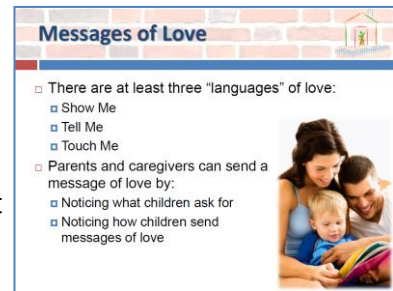 Messages of Love
There are at least three “languages” of love:
Show Me
Tell Me
Touch Me
Parents and caregivers can send a
message of love by:
Noticing what children ask for
Noticing how children send
messages of love